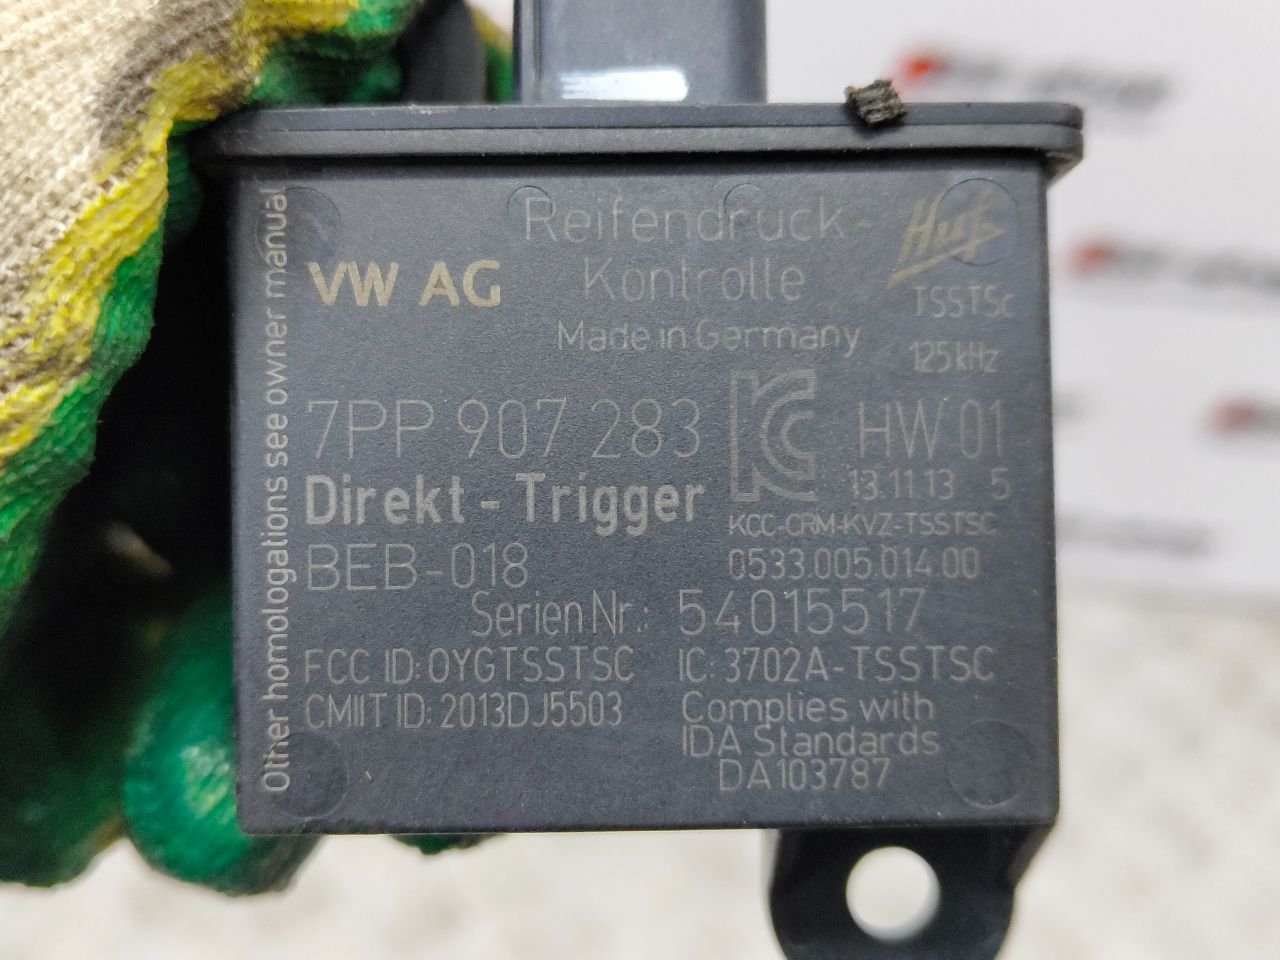 Reifendruck-
Kontrolle
VW AG
Huf
TSSTSc
Made in Germany
125kHz
7PP 907 283
KC
HW 01
Direkt - Trigger
13.11.13 5
KCC-CRM-KVZ-TSSTSC
BEB-018
0533.005.014.00
Serien Nr.: 54015517
FCC ID: OYGTSSTSC IC: 3702A-TSSTSC
CMIIT ID: 2013DJ5503
Complies with
IDA Standards
DA103787
Other homologations see owner manual